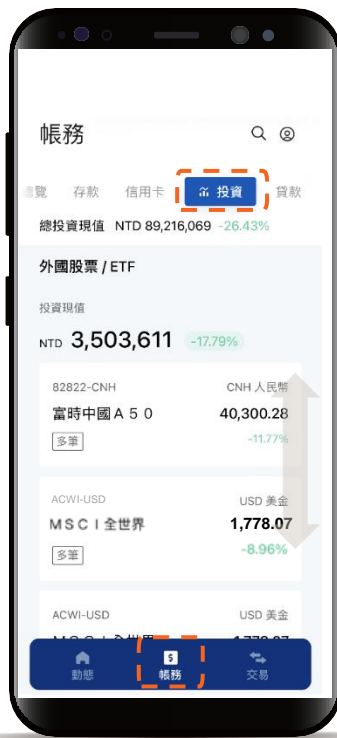 帳務
覽 存款 信用卡 投資 貸款
總投資現值 NTD 89,216,069 -26.43%
外國股票 / ETF
投資現值
NTD 3,503,611 -17.79%
82822-CNH CNH 人民幣
富時中國Ａ５０ 40,300.28
多筆 -11.77%
ACWI-USD USD 美金
ＭＳＣＩ全世界 1,778.07
多筆 -8.96%
ACWI-USD USD 美金
動態 帳務 交易